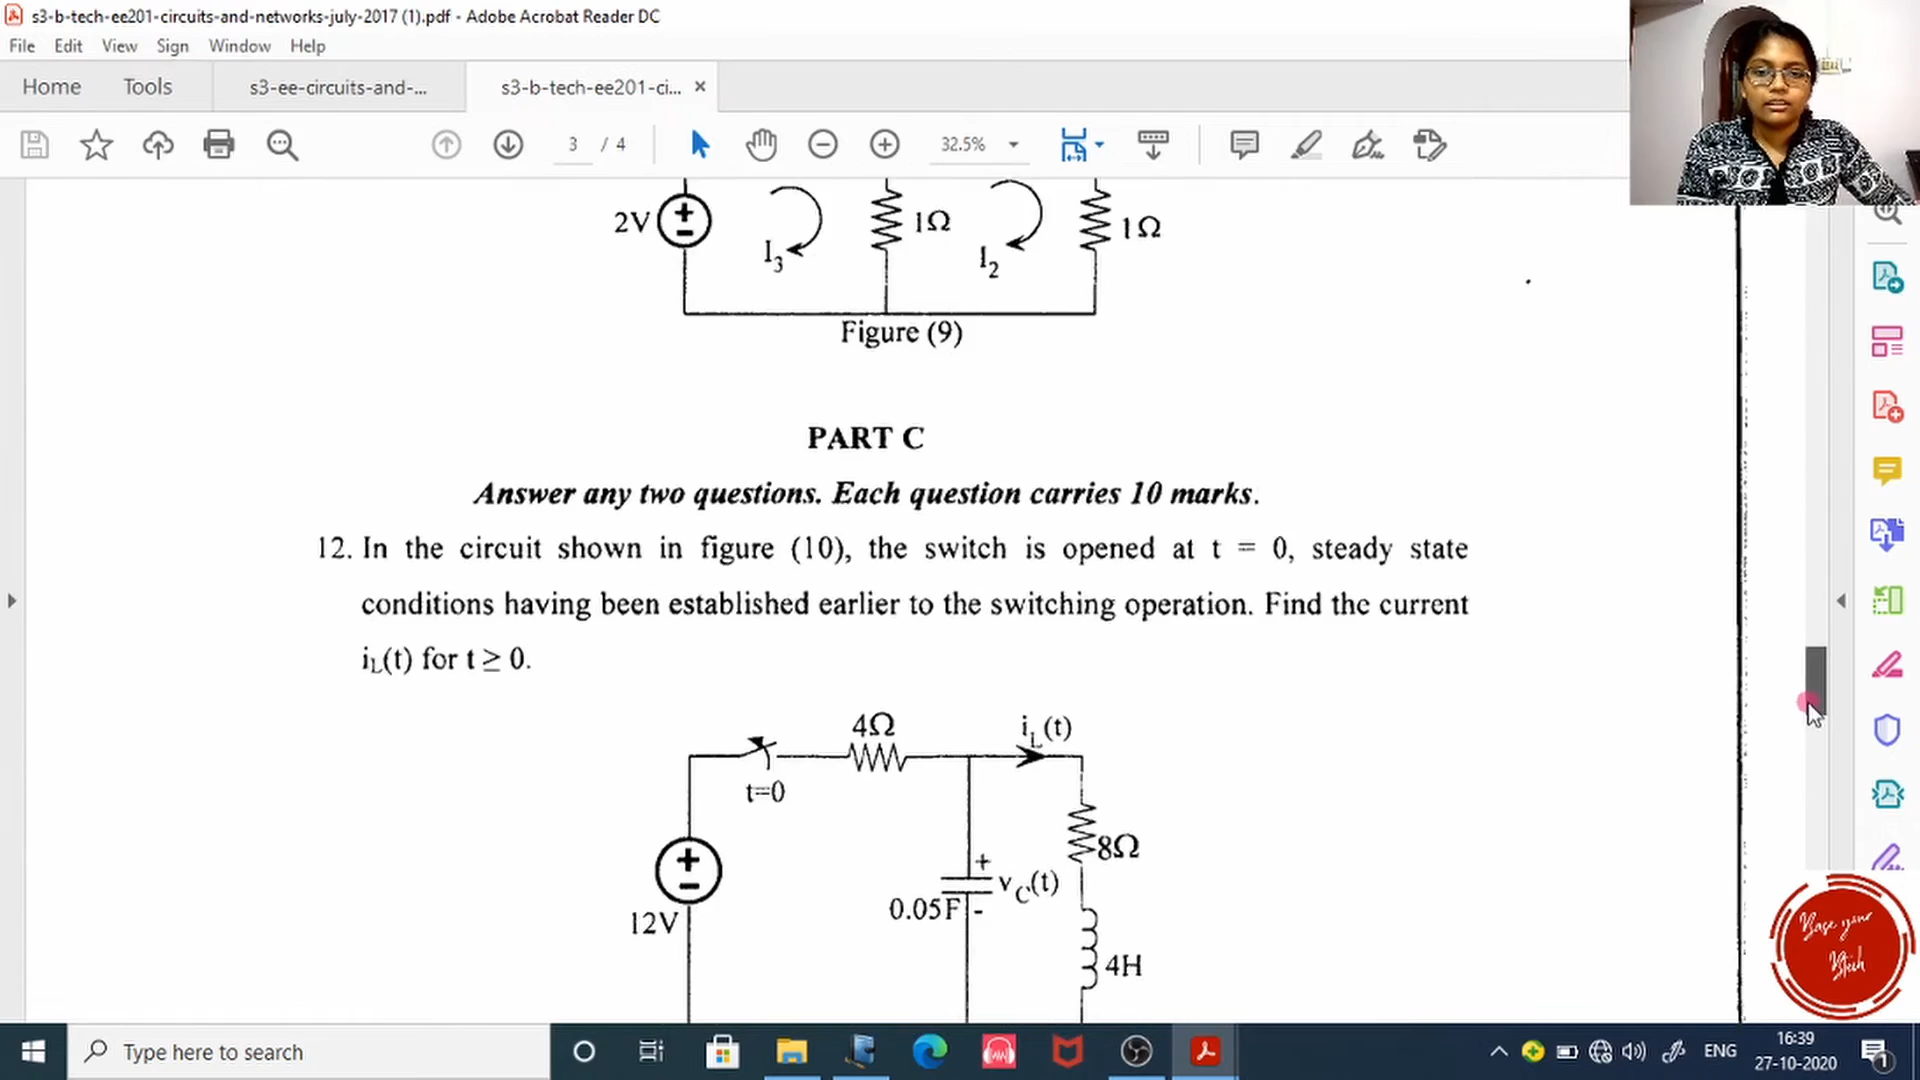 s3-b-tech-ee201-circuits-and-networks-july-2017 (1).pdf - Adobe Acrobat Reader DC
File Edit View Sign Window Help
Home Tools s3-ee-circuits-and-... s3-b-tech-ee201-ci... ×
3 / 4 32.5%
2V + − I3 1Ω I2 1Ω
Figure (9)
PART C
Answer any two questions. Each question carries 10 marks.
12. In the circuit shown in figure (10), the switch is opened at t = 0, steady state
conditions having been established earlier to the switching operation. Find the current
iL(t) for t ≥ 0.
4Ω iL(t)
t=0
8Ω
+ − + vC(t)
0.05F -
12V
4H
Base your
Btech
Type here to search
ENG
16:39
27-10-2020
1